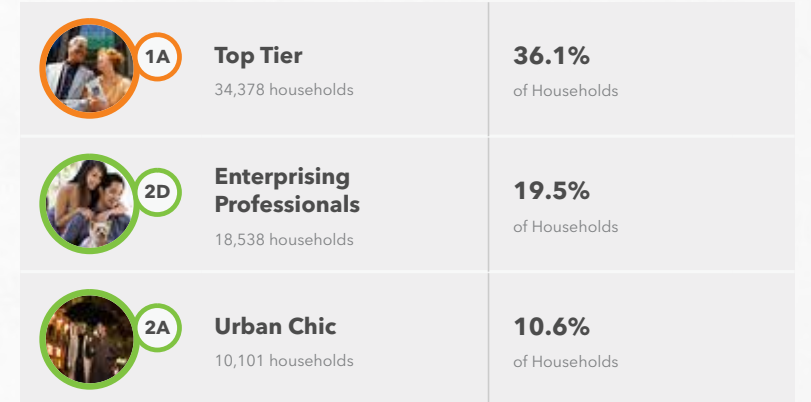 1A
Top Tier
34,378 households
36.1%
of Households
2D
Enterprising
Professionals
18,538 households
19.5%
of Households
2A
Urban Chic
10,101 households
10.6%
of Households